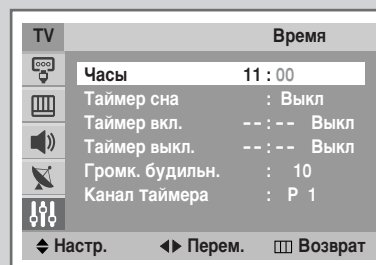 TV Время
Часы 11 : 00
Таймер сна : Выкл
Таймер вкл. --:-- Выкл
Таймер выкл. --:-- Выкл
Громк. будильн. : 10
Канал таймера : P 1
Настр. Перем. Возврат